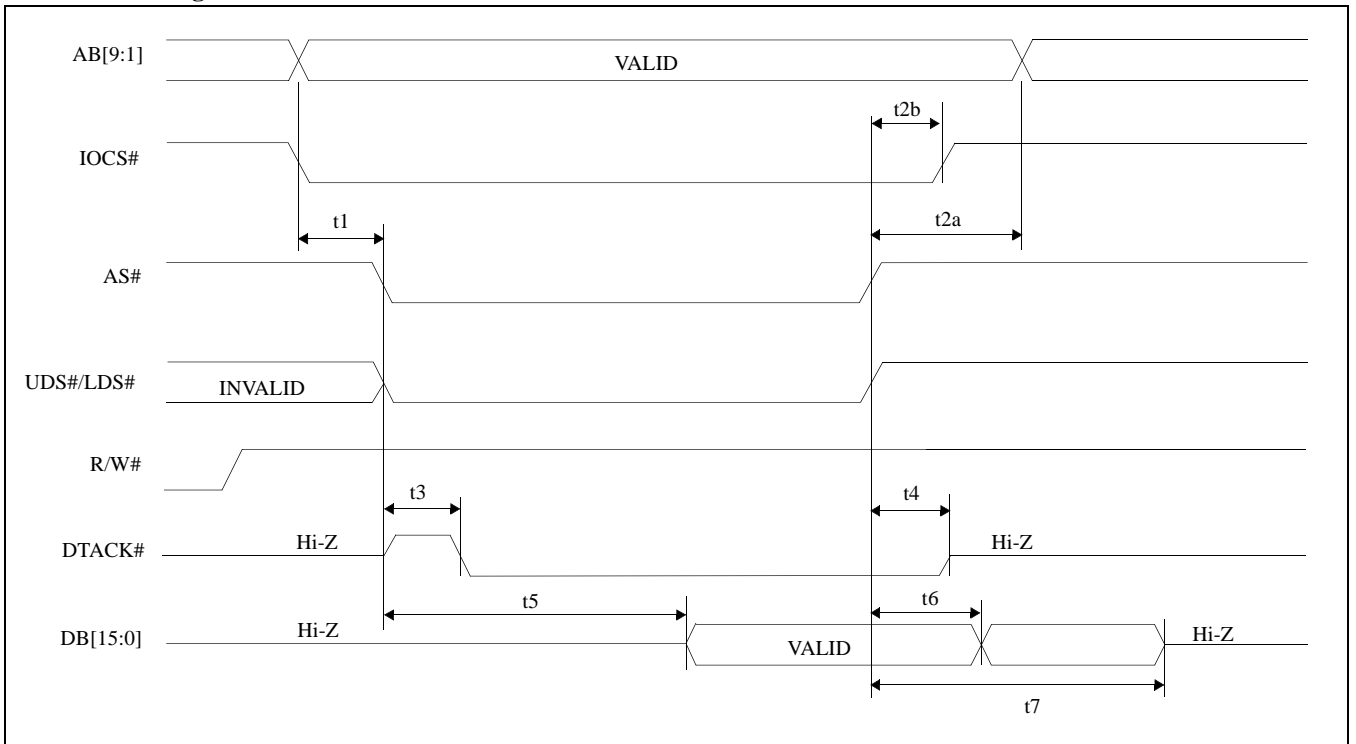 AB[9:1]
VALID
t2b
IOCS#
t1
t2a
AS#
UDS#/LDS#
INVALID
R/W#
t3
t4
DTACK#
Hi-Z
Hi-Z
t5
t6
DB[15:0]
Hi-Z
VALID
Hi-Z
t7